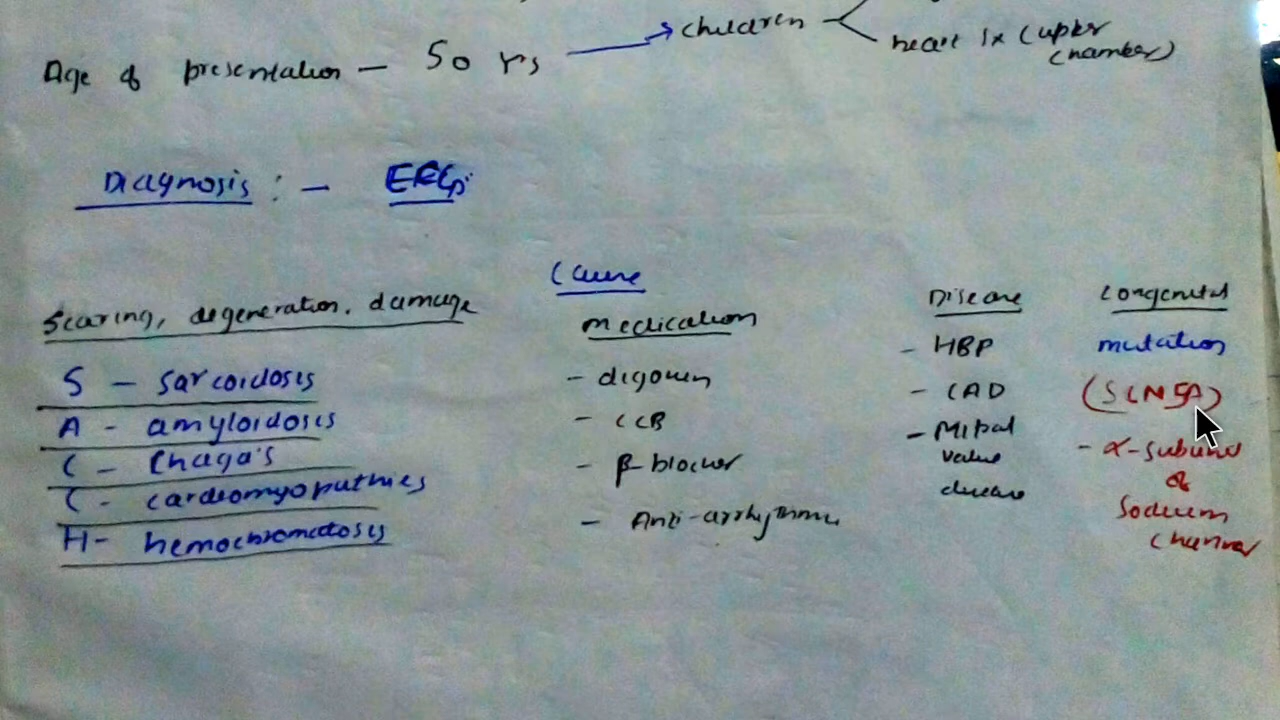 Age of presentation – 50 yrs → children
heart sx (upper
chamber)
Diagnosis : – EKG
Cause
Scaring, degeneration, damage
S – Sarcoidosis
A - amyloidosis
C – Chaga's
C - cardiomyopathies
H- hemochromatosis
medication
- digoxin
- CCB
- β-blocker
- Anti-arrhythmic
Disease
- HBP
- CAD
- Mitral
valve
disease
congenital
mutation
(SCN5A)
- α-subunit
of
Sodium
channel